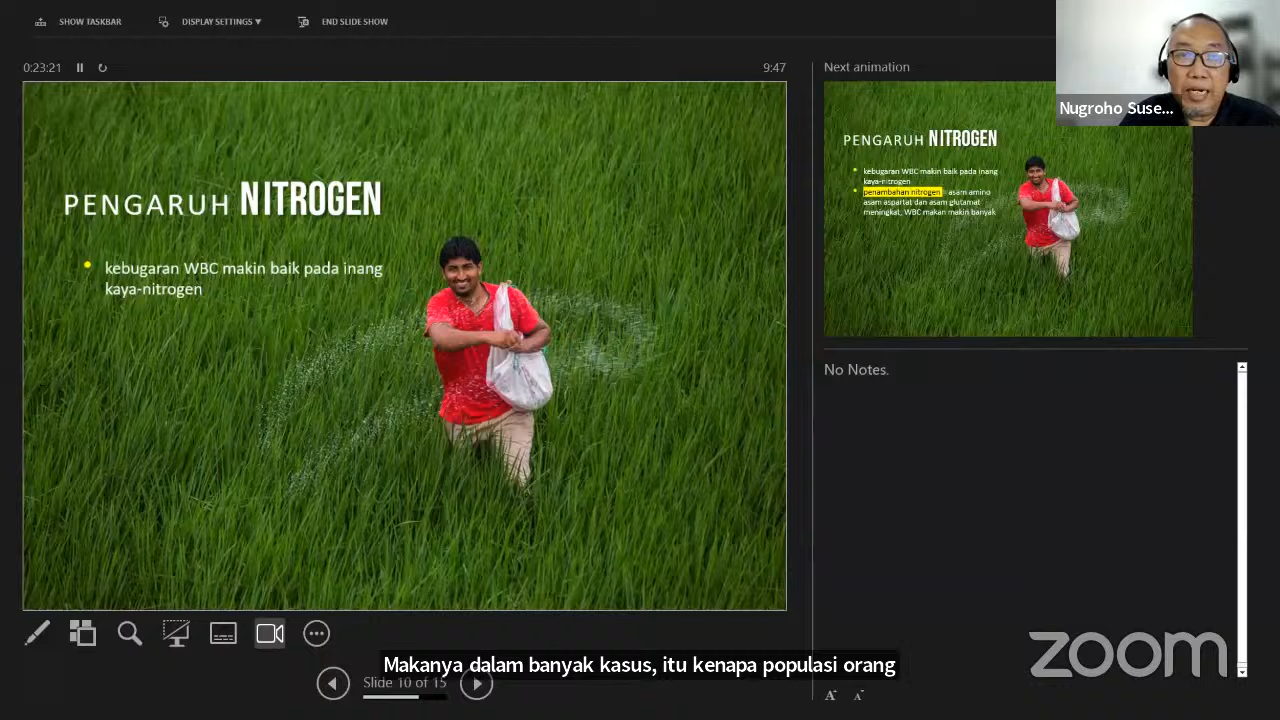 SHOW TASKBAR
DISPLAY SETTINGS ▼
END SLIDE SHOW
0:23:21
9:47
Next animation
Nugroho Suse...
PENGARUH NITROGEN
kebugaran WBC makin baik pada inang
kaya-nitrogen
PENGARUH NITROGEN
kebugaran WBC makin baik pada inang
kaya-nitrogen
penambahan nitrogen asam amino
asam aspartat dan asam glutamat
meningkat, WBC makan makin banyak
No Notes.
Makanya dalam banyak kasus, itu kenapa populasi orang
Slide 10 of 15
A A
zoom